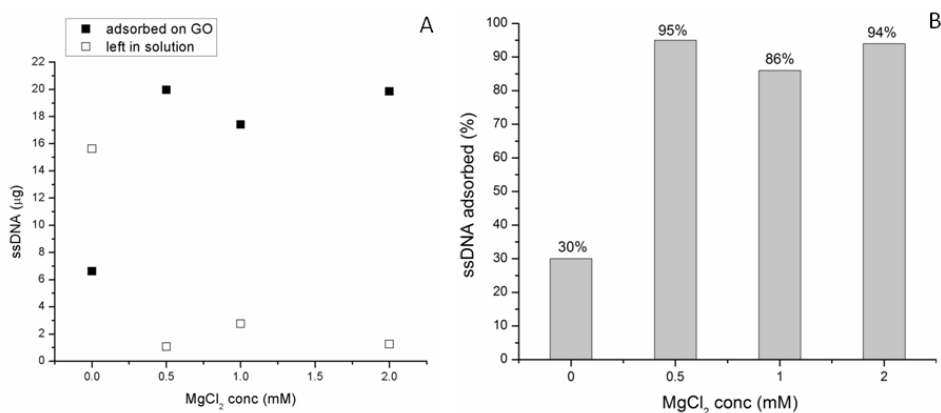 adsorbed on GO
left in solution
A
22
20
18
16
14
12
10
8
6
4
2
0
ssDNA (μg)
0.0 0.5 1.0 1.5 2.0
MgCl₂ conc (mM)
B
100
90
80
70
60
50
40
30
20
10
0
ssDNA adsorbed (%)
30% 95% 86% 94%
0 0.5 1 2
MgCl₂ conc (mM)